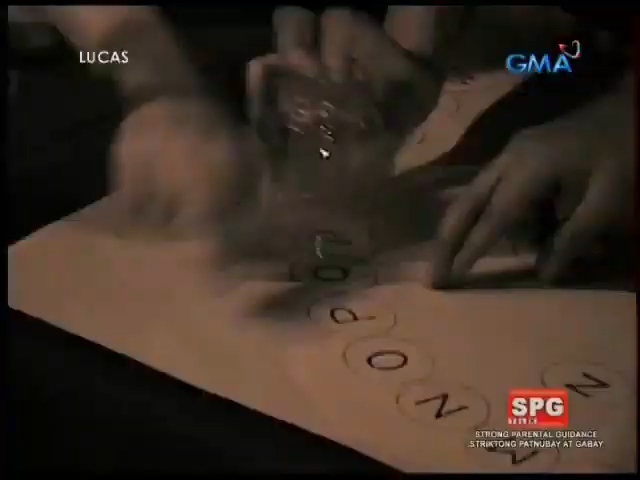 LUCAS
GMA
Q
P
O
N
M
N
SPG
STRONG PARENTAL GUIDANCE
STRIKTONG PATNUBAY AT GABAY